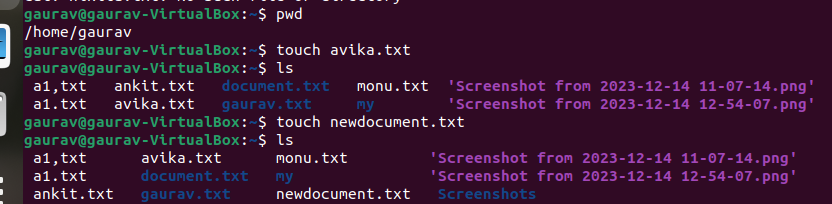 gaurav@gaurav-VirtualBox:~$ pwd
/home/gaurav
gaurav@gaurav-VirtualBox:~$ touch avika.txt
gaurav@gaurav-VirtualBox:~$ ls
a1,txt ankit.txt document.txt monu.txt 'Screenshot from 2023-12-14 11-07-14.png'
a1.txt avika.txt gaurav.txt my 'Screenshot from 2023-12-14 12-54-07.png'
gaurav@gaurav-VirtualBox:~$ touch newdocument.txt
gaurav@gaurav-VirtualBox:~$ ls
a1,txt avika.txt monu.txt 'Screenshot from 2023-12-14 11-07-14.png'
a1.txt document.txt my 'Screenshot from 2023-12-14 12-54-07.png'
ankit.txt gaurav.txt newdocument.txt Screenshots